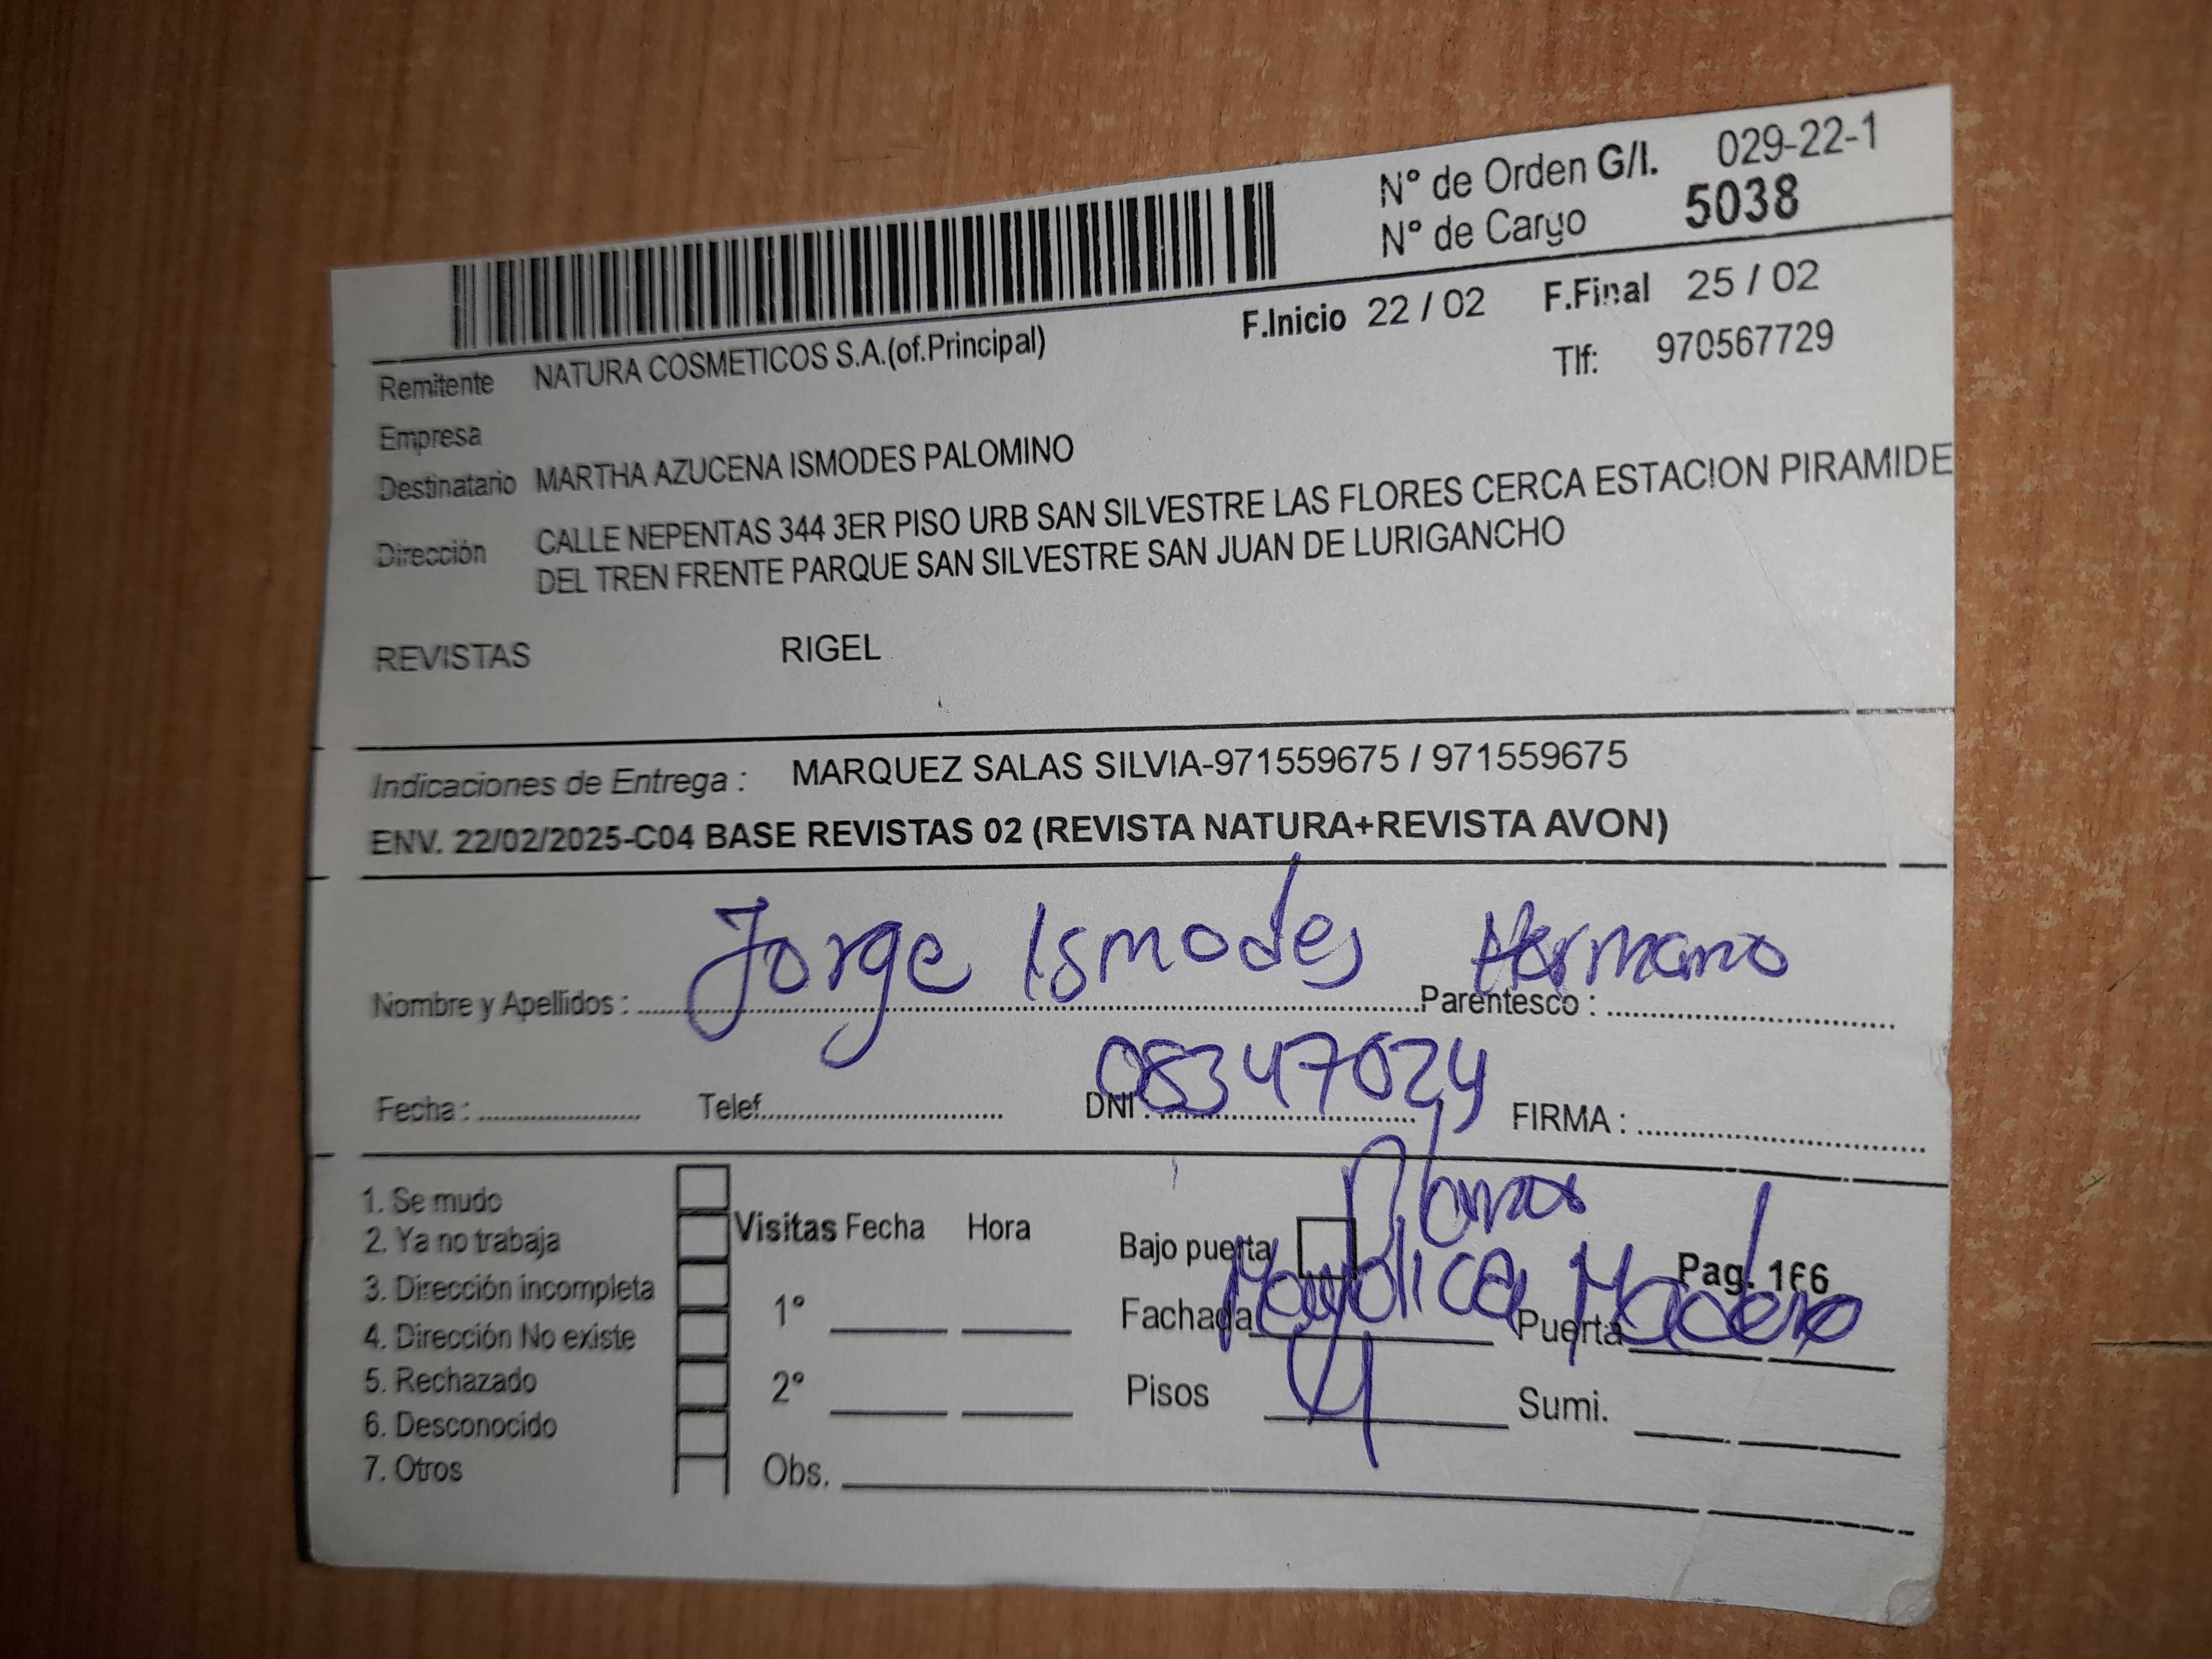 N° de Orden G/I. 029-22-1
N° de Cargo 5038
F.Inicio 22 / 02 F.Final 25 / 02
Remitente NATURA COSMETICOS S.A.(of.Principal) Tlf: 970567729
Empresa
Destinatario MARTHA AZUCENA ISMODES PALOMINO
Dirección CALLE NEPENTAS 344 3ER PISO URB SAN SILVESTRE LAS FLORES CERCA ESTACION PIRAMIDE
DEL TREN FRENTE PARQUE SAN SILVESTRE SAN JUAN DE LURIGANCHO
REVISTAS RIGEL
Indicaciones de Entrega : MARQUEZ SALAS SILVIA-971559675 / 971559675
ENV. 22/02/2025-C04 BASE REVISTAS 02 (REVISTA NATURA+REVISTA AVON)
Jorge Ismodes Hermano
Nombre y Apellidos : Parentesco :
08347024
Fecha : Telef. DNI : FIRMA :
1. Se mudo
2. Ya no trabaja
3. Dirección incompleta
4. Dirección No existe
5. Rechazado
6. Desconocido
7. Otros
Visitas Fecha Hora
1°
2°
Obs.
Bajo puerta Pag. 166
Fachada Mayolica Puerta Madera
Pisos 4 Sumi.